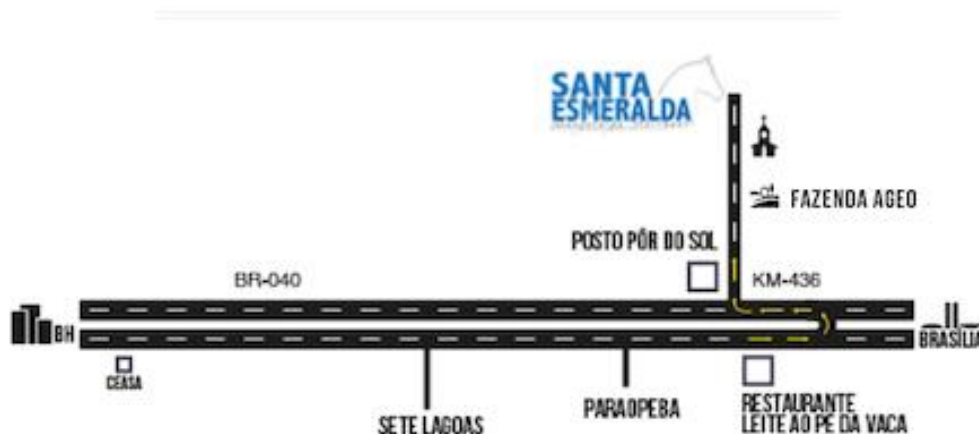 SANTA
ESMERALDA
FAZENDA AGEO
POSTO PÔR DO SOL
BR-040
KM-436
BH
BRASÍLIA
CEASA
SETE LAGOAS
PARAOPEBA
RESTAURANTE
LEITE AO PE DA VACA